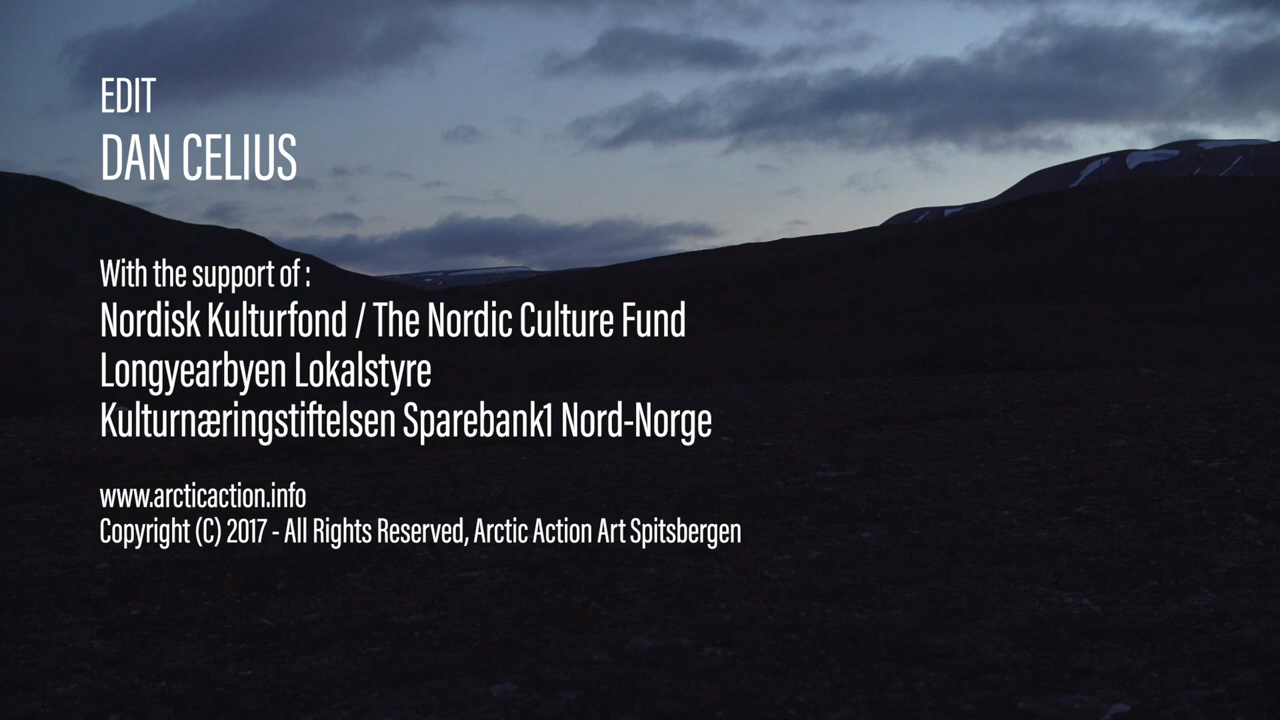 EDIT
DAN CELIUS
With the support of :
Nordisk Kulturfond / The Nordic Culture Fund
Longyearbyen Lokalstyre
Kulturnæringstiftelsen Sparebank1 Nord-Norge
www.arcticaction.info
Copyright (C) 2017 - All Rights Reserved, Arctic Action Art Spitsbergen